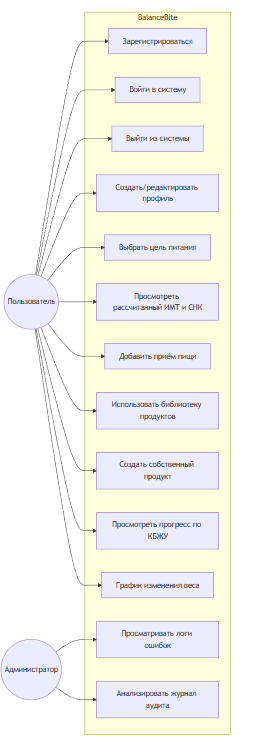 BalanceBite
Зарегистрироваться
Войти в систему
Выйти из системы
Создать/редактировать
профиль
Выбрать цель питания
Пользователь
Просмотреть
рассчитанный ИМТ и СНК
Добавить приём пищи
Использовать библиотеку
продуктов
Создать собственный
продукт
Просмотреть прогресс по
КБЖУ
График изменения веса
Просматривать логи
ошибок
Администратор
Анализировать журнал
аудита